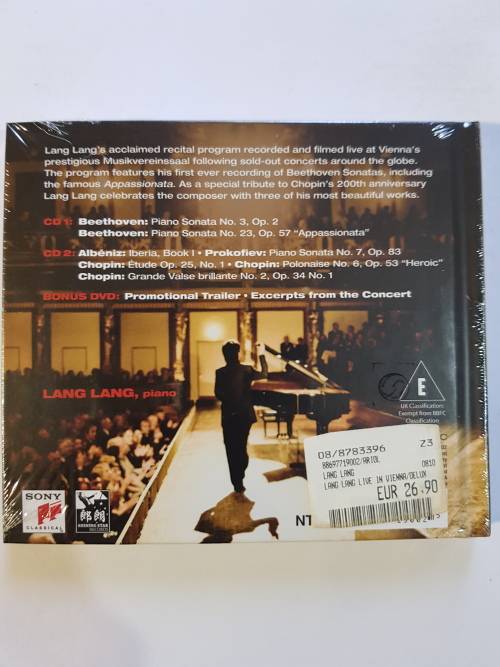 Lang Lang's acclaimed recital program recorded and filmed live at Vienna's
prestigious Musikvereinssaal following sold-out concerts around the globe.
The program features his first ever recording of Beethoven Sonatas, including
the famous Appassionata. As a special tribute to Chopin's 200th anniversary
Lang Lang celebrates the composer with three of his most beautiful works.
CD 1: Beethoven: Piano Sonata No. 3, Op. 2
Beethoven: Piano Sonata No. 23, Op. 57 "Appassionata"
CD 2: Albéniz: Iberia, Book I • Prokofiev: Piano Sonata No. 7, Op. 83
Chopin: Étude Op. 25, No. 1 • Chopin: Polonaise No. 6, Op. 53 "Heroic"
Chopin: Grande Valse brillante No. 2, Op. 34 No. 1
BONUS DVD: Promotional Trailer • Excerpts from the Concert
LANG LANG, piano
E
UK Classification:
Exempt from BBFC
Classification
08/8783396 Z3
88697719002/ARIOL 0810
LANG LANG
LANG LANG LIVE IN VIENNA/DELUX
EUR 26,90
NT
SONY
CLASSICAL
郎朗